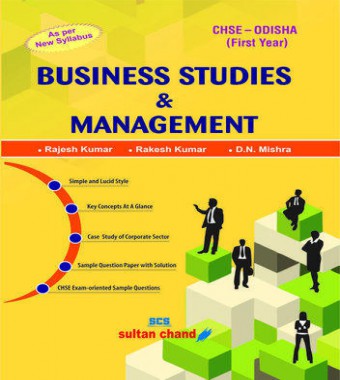 As per
New Syllabus
CHSE – ODISHA
(First Year)
BUSINESS STUDIES
&
MANAGEMENT
• Rajesh Kumar • Rakesh Kumar • D.N. Mishra
Simple and Lucid Style
Key Concepts At A Glance
Case Study of Corporate Sector
Sample Question Paper with Solution
CHSE Exam-oriented Sample Questions
SCS
sultan chand